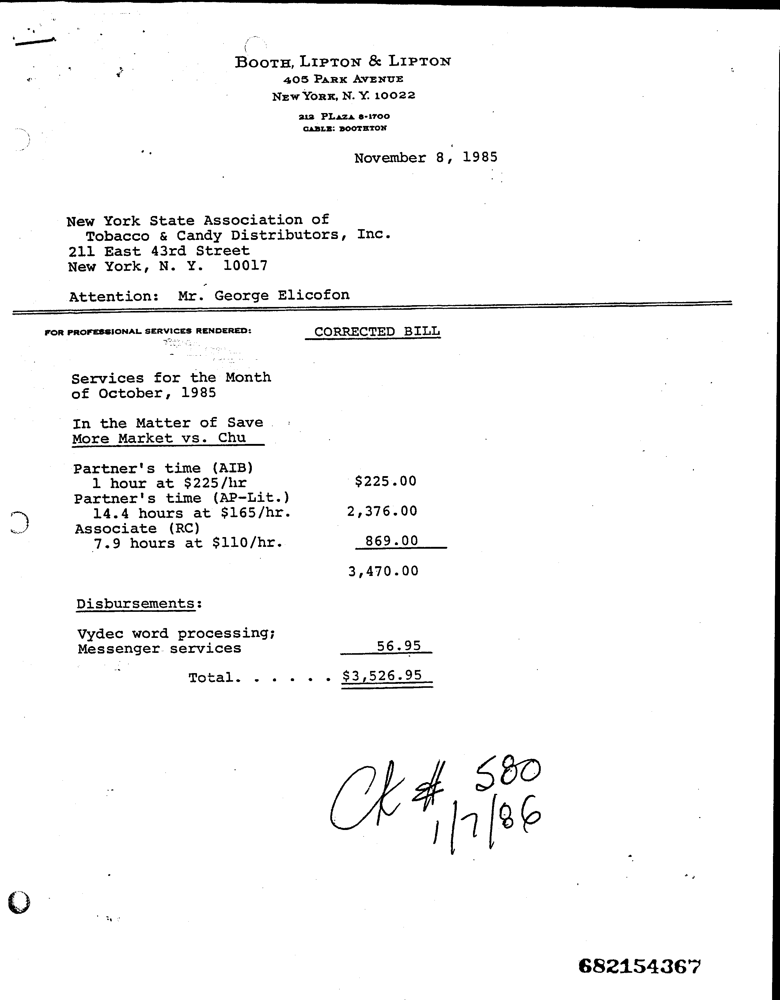 BOOTH, LIPTON & LIPTON
405 PARK AVENUE
NEW YORK, N. Y. 10022
212 PLAZA 8-1700
CABLE: BOOTHTON
November 8, 1985
New York State Association of
Tobacco & Candy Distributors, Inc.
211 East 43rd Street
New York, N. Y. 10017
Attention: Mr. George Elicofon
FOR PROFESSIONAL SERVICES RENDERED: CORRECTED BILL
Services for the Month
of October, 1985
In the Matter of Save
More Market vs. Chu
Partner's time (AIB)
1 hour at $225/hr $225.00
Partner's time (AP-Lit.)
14.4 hours at $165/hr. 2,376.00
Associate (RC)
7.9 hours at $110/hr. 869.00
3,470.00
Disbursements:
Vydec word processing;
Messenger services 56.95
Total. . . . . . $3,526.95
CK # 580
1/7/86
682154367